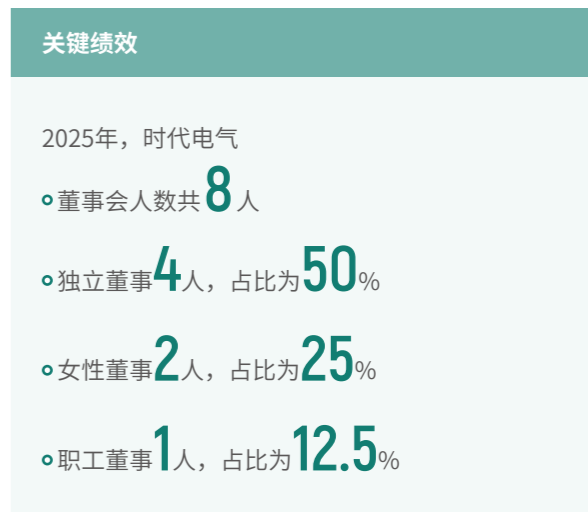 关键绩效
2025年，时代电气
董事会人数共8人
独立董事4人，占比为50%
女性董事2人，占比为25%
职工董事1人，占比为12.5%